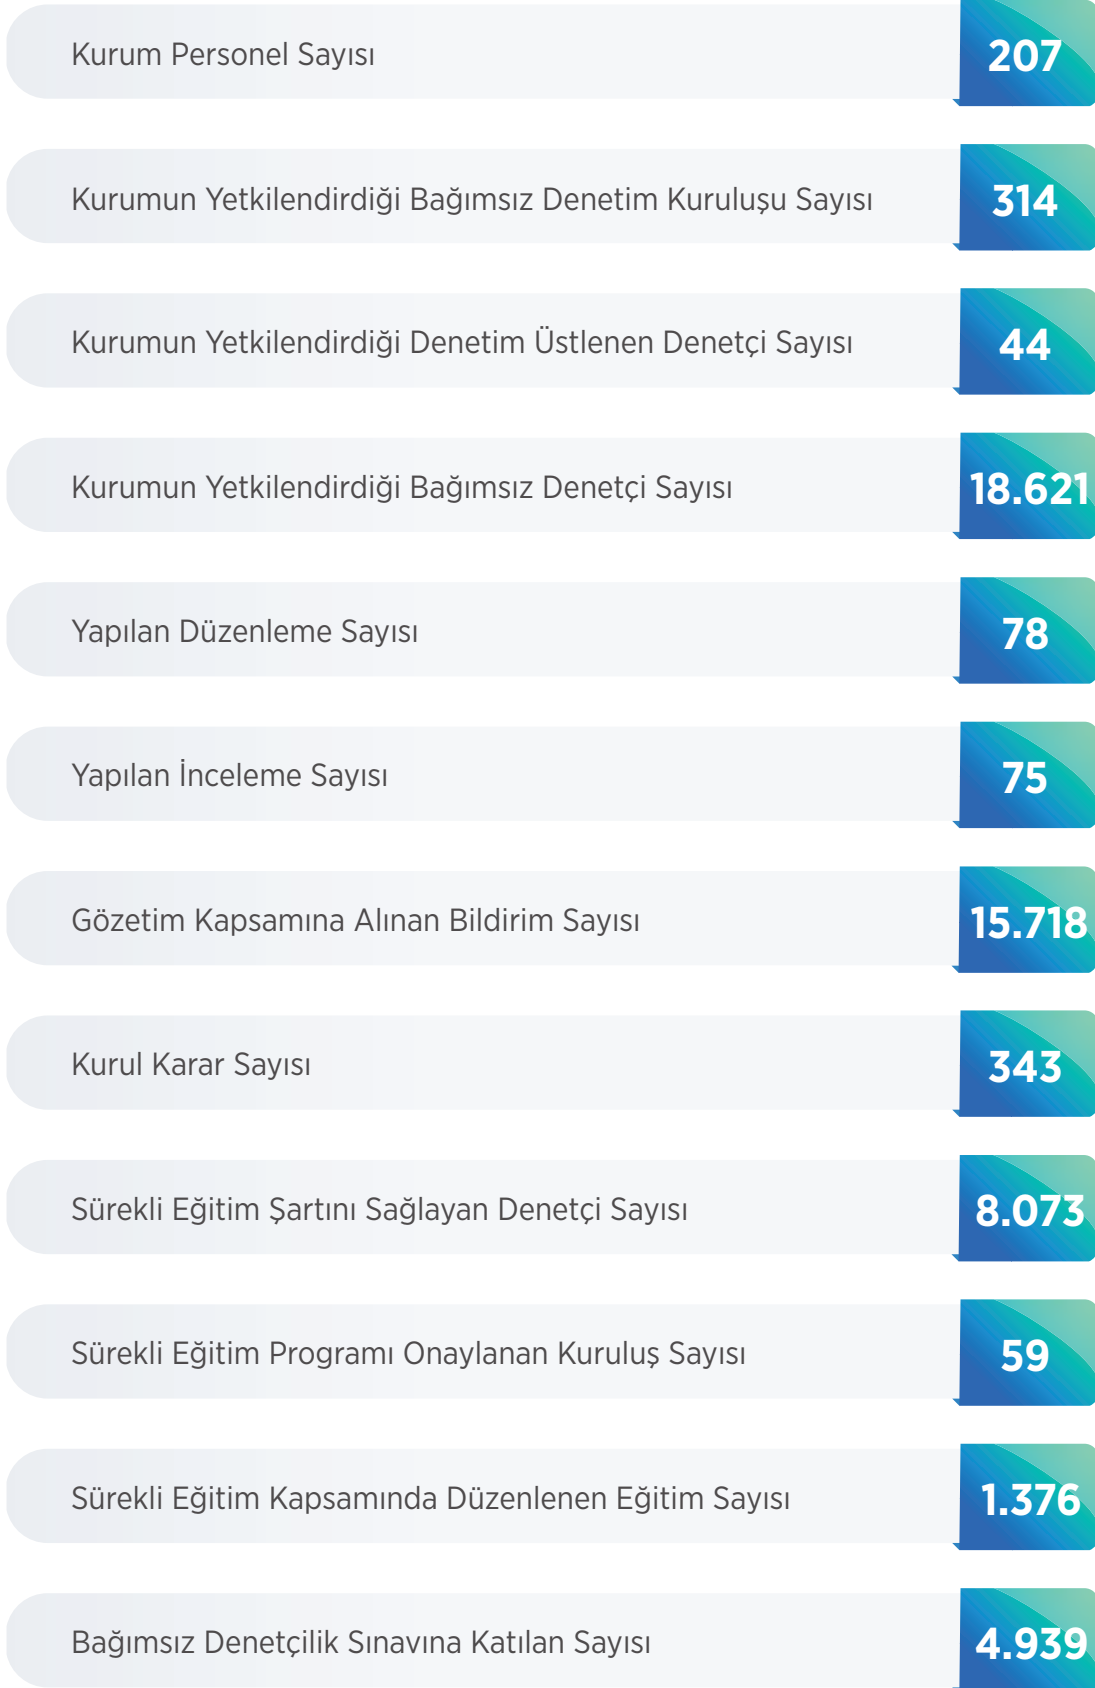 Kurum Personel Sayısı 207
Kurumun Yetkilendirdiği Bağımsız Denetim Kuruluşu Sayısı 314
Kurumun Yetkilendirdiği Denetim Üstlenen Denetçi Sayısı 44
Kurumun Yetkilendirdiği Bağımsız Denetçi Sayısı 18.621
Yapılan Düzenleme Sayısı 78
Yapılan İnceleme Sayısı 75
Gözetim Kapsamına Alınan Bildirim Sayısı 15.718
Kurul Karar Sayısı 343
Sürekli Eğitim Şartını Sağlayan Denetçi Sayısı 8.073
Sürekli Eğitim Programı Onaylanan Kuruluş Sayısı 59
Sürekli Eğitim Kapsamında Düzenlenen Eğitim Sayısı 1.376
Bağımsız Denetçilik Sınavına Katılan Sayısı 4.939